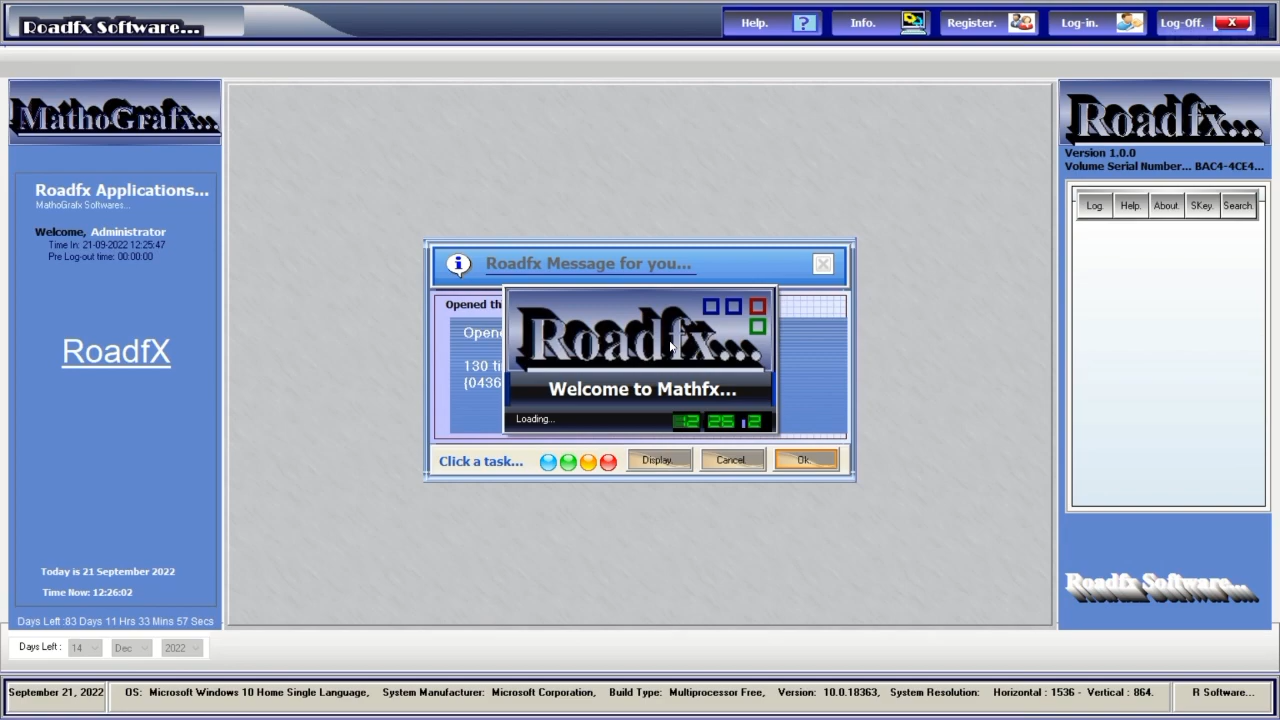 Roadfx Software...
Help. ?
Info.
Register.
Log-in.
Log-Off. X
MathoGrafx...
Roadfx Applications...
MathoGrafx Softwares...
Welcome, Administrator
Time In: 21-09-2022 12:25:47
Pre Log-out time: 00:00:00
RoadfX
Today is 21 September 2022
Time Now: 12:26:02
Days Left :83 Days 11 Hrs 33 Mins 57 Secs
Days Left : 14 Dec 2022
Roadfx Message for you...
Opened th
Opene
130 ti
{0436
Roadfx...
Welcome to Mathfx...
Loading...
12 26 :2
Click a task...
Display.
Cancel
Ok.
Roadfx...
Version 1.0.0
Volume Serial Number... BAC4-4CE4...
Log.
Help.
About.
SKey.
Search.
Roadfx Software...
September 21, 2022
OS: Microsoft Windows 10 Home Single Language, System Manufacturer: Microsoft Corporation, Build Type: Multiprocessor Free, Version: 10.0.18363, System Resolution: Horizontal : 1536 - Vertical : 864.
R Software...